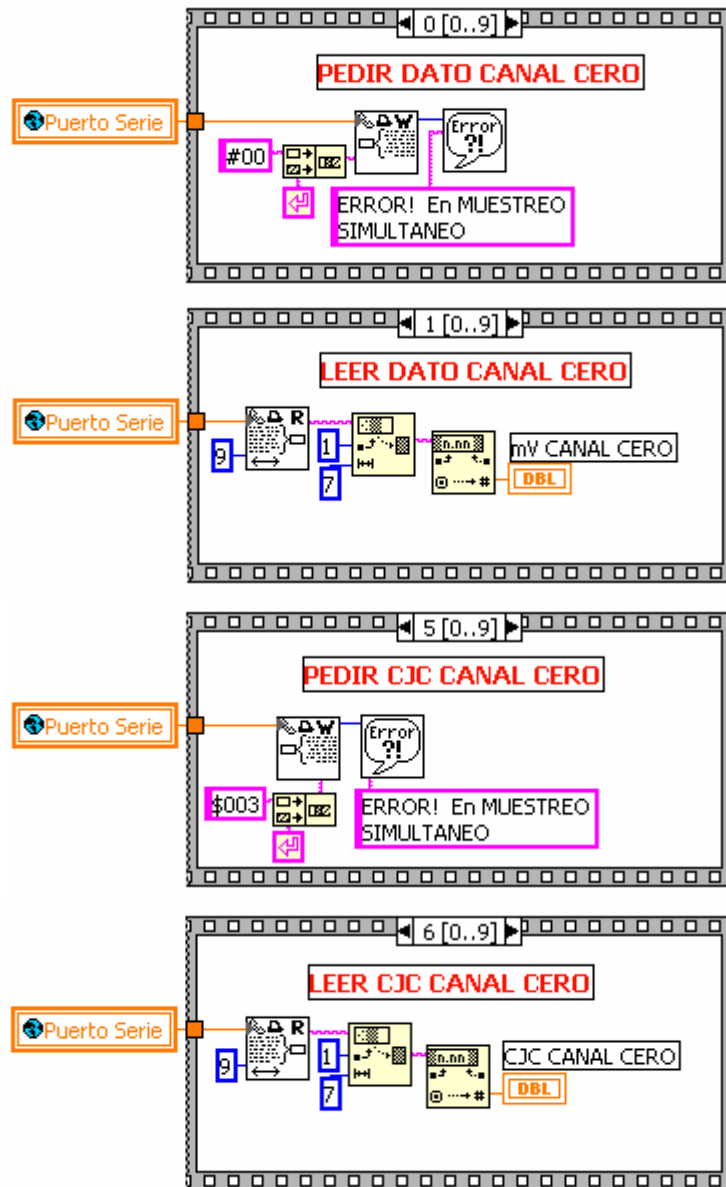 0 [0..9]
PEDIR DATO CANAL CERO
Puerto Serie
W
Error
?!
#00
ERROR! En MUESTREO
SIMULTANEO
1 [0..9]
LEER DATO CANAL CERO
Puerto Serie
R
9
1
7
n.nn
#
mV CANAL CERO
DBL
5 [0..9]
PEDIR CJC CANAL CERO
Puerto Serie
W
Error
?!
$003
ERROR! En MUESTREO
SIMULTANEO
6 [0..9]
LEER CJC CANAL CERO
Puerto Serie
R
9
1
7
n.nn
#
CJC CANAL CERO
DBL